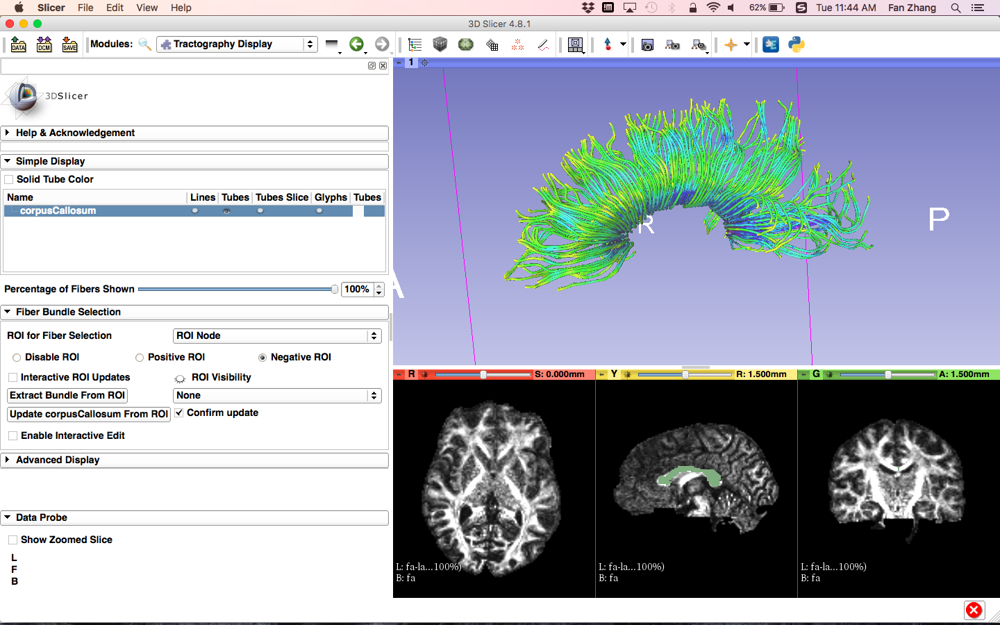 Slicer File Edit View Help 62% S Tue 11:44 AM Fan Zhang
3D Slicer 4.8.1
DATA DCM SAVE Modules: Tractography Display
1
3DSlicer
Help & Acknowledgement
Simple Display
Solid Tube Color
Name Lines Tubes Tubes Slice Glyphs Tubes
corpusCallosum
R
P
A
Percentage of Fibers Shown 100%
Fiber Bundle Selection
ROI for Fiber Selection ROI Node
Disable ROI Positive ROI Negative ROI
Interactive ROI Updates ROI Visibility
Extract Bundle From ROI None
Update corpusCallosum From ROI Confirm update
Enable Interactive Edit
Advanced Display
Data Probe
Show Zoomed Slice
L
F
B
R S: 0.000mm
Y R: 1.500mm
G A: 1.500mm
L: fa-la...100%)
B: fa
L: fa-la...100%)
B: fa
L: fa-la...100%)
B: fa